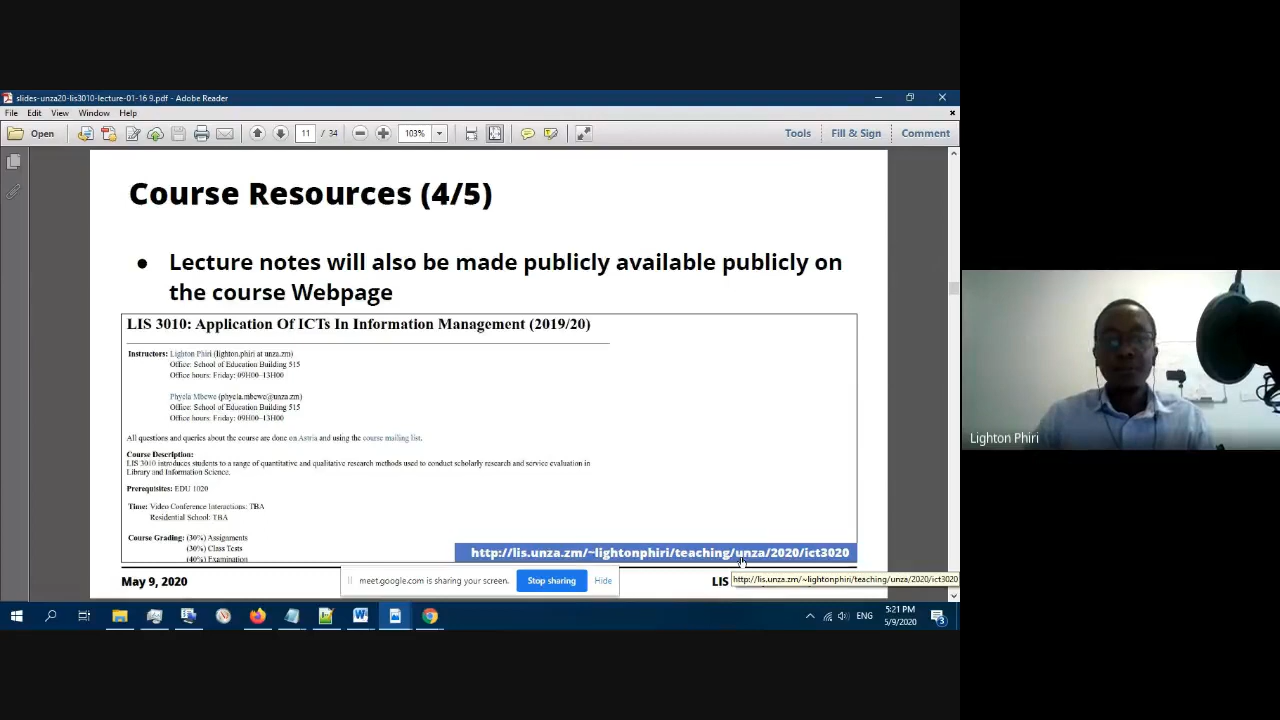 slides-unza20-lis3010-lecture-01-16 9.pdf - Adobe Reader
File Edit View Window Help
Open 11 / 34 103% Tools Fill & Sign Comment
Course Resources (4/5)
● Lecture notes will also be made publicly available publicly on
the course Webpage
LIS 3010: Application Of ICTs In Information Management (2019/20)
Instructors: Lighton Phiri (lighton.phiri at unza.zm)
Office: School of Education Building 515
Office hours: Friday: 09H00–13H00
Phyela Mbewe (phyela.mbewe@unza.zm)
Office: School of Education Building 515
Office hours: Friday: 09H00–13H00
All questions and queries about the course are done on Astria and using the course mailing list.
Course Description:
LIS 3010 introduces students to a range of quantitative and qualitative research methods used to conduct scholarly research and service evaluation in
Library and Information Science.
Prerequisites: EDU 1020
Time: Video Conference Interactions: TBA
Residential School: TBA
Course Grading: (30%) Assignments
(30%) Class Tests
(40%) Examination
http://lis.unza.zm/~lightonphiri/teaching/unza/2020/ict3020
May 9, 2020
LIS
http://lis.unza.zm/~lightonphiri/teaching/unza/2020/ict3020
meet.google.com is sharing your screen. Stop sharing Hide
ENG
5:21 PM
5/9/2020
3
Lighton Phiri